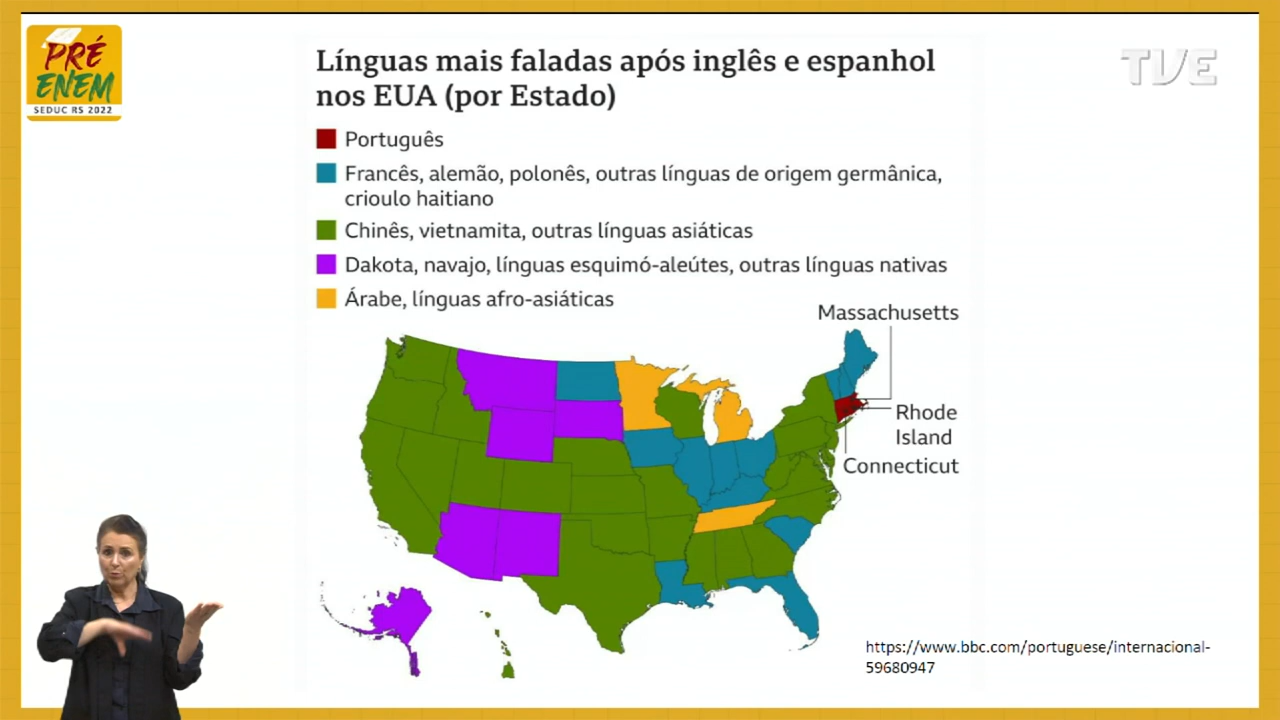 PRÉ
ENEM
SEDUC RS 2022
TVE
Línguas mais faladas após inglês e espanhol
nos EUA (por Estado)
Português
Francês, alemão, polonês, outras línguas de origem germânica,
crioulo haitiano
Chinês, vietnamita, outras línguas asiáticas
Dakota, navajo, línguas esquimó-aleútes, outras línguas nativas
Árabe, línguas afro-asiáticas
Massachusetts
Rhode
Island
Connecticut
https://www.bbc.com/portuguese/internacional-
59680947